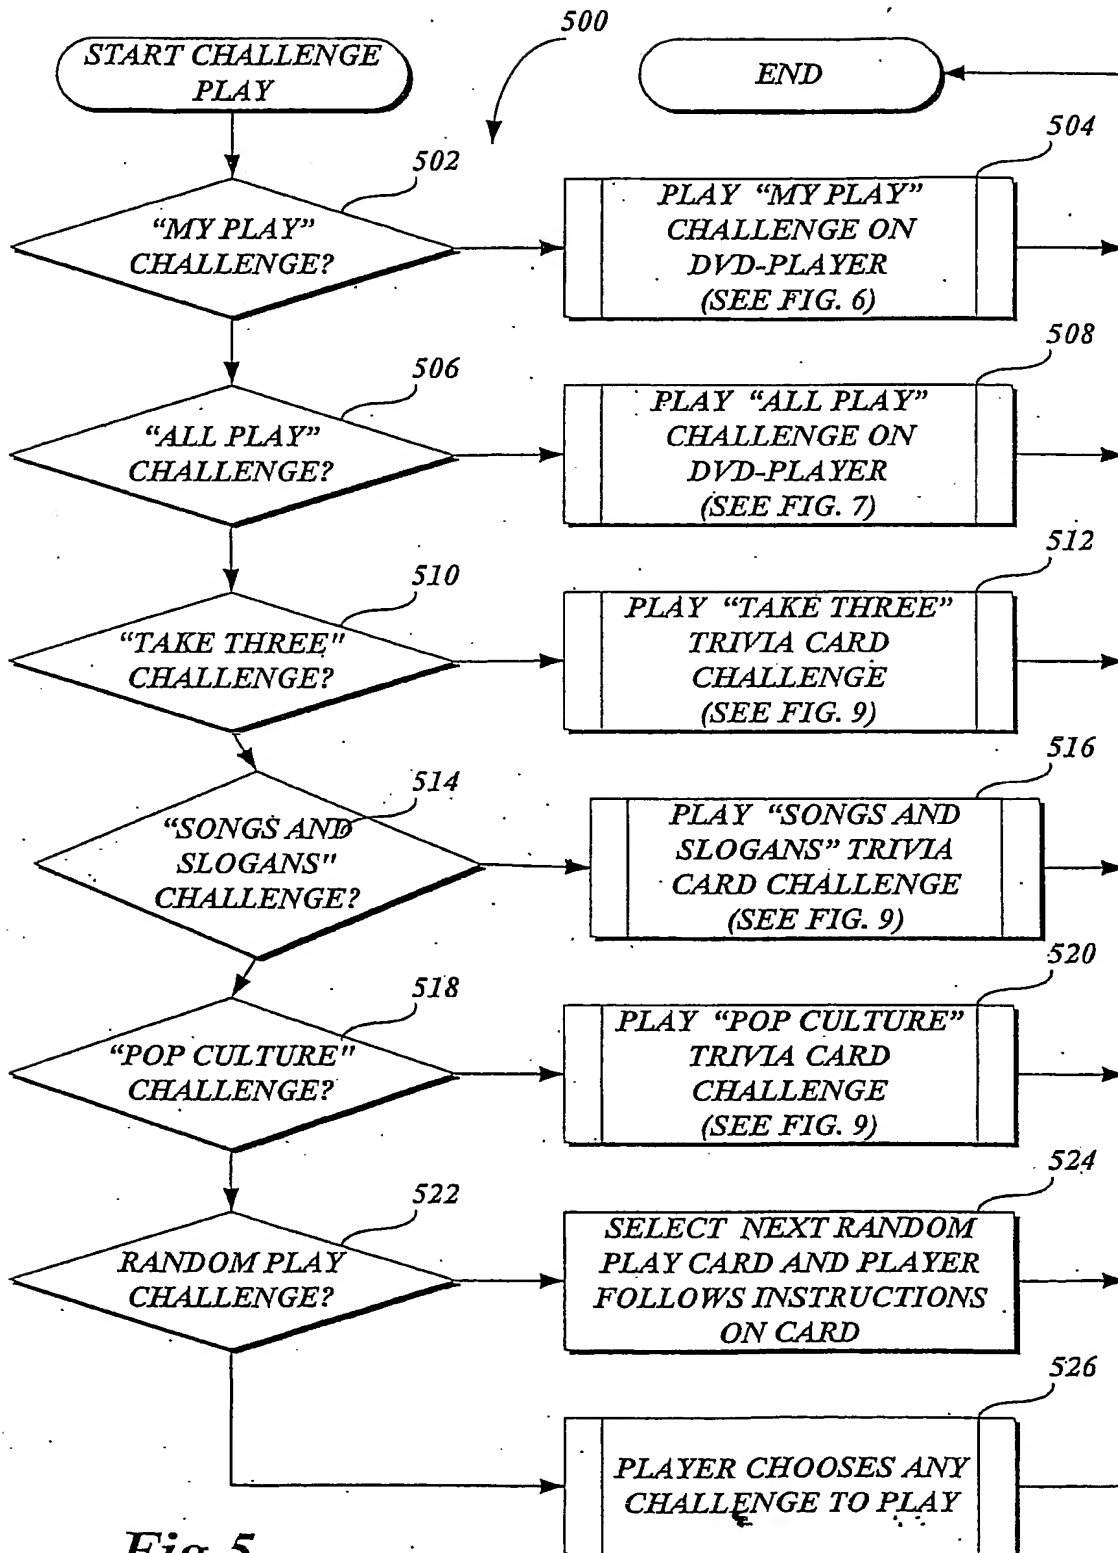 500
START CHALLENGE
PLAY
END
502
504
“MY PLAY”
CHALLENGE?
PLAY “MY PLAY”
CHALLENGE ON
DVD-PLAYER
(SEE FIG. 6)
506
508
“ALL PLAY”
CHALLENGE?
PLAY “ALL PLAY”
CHALLENGE ON
DVD-PLAYER
(SEE FIG. 7)
510
512
“TAKE THREE"
CHALLENGE?
PLAY “TAKE THREE”
TRIVIA CARD
CHALLENGE
(SEE FIG. 9)
514
516
“SONGS AND
SLOGANS"
CHALLENGE?
PLAY “SONGS AND
SLOGANS” TRIVIA
CARD CHALLENGE
(SEE FIG. 9)
518
520
“POP CULTURE"
CHALLENGE?
PLAY “POP CULTURE”
TRIVIA CARD
CHALLENGE
(SEE FIG. 9)
522
524
RANDOM PLAY
CHALLENGE?
SELECT NEXT RANDOM
PLAY CARD AND PLAYER
FOLLOWS INSTRUCTIONS
ON CARD
526
PLAYER CHOOSES ANY
CHALLENGE TO PLAY
Fig. 5